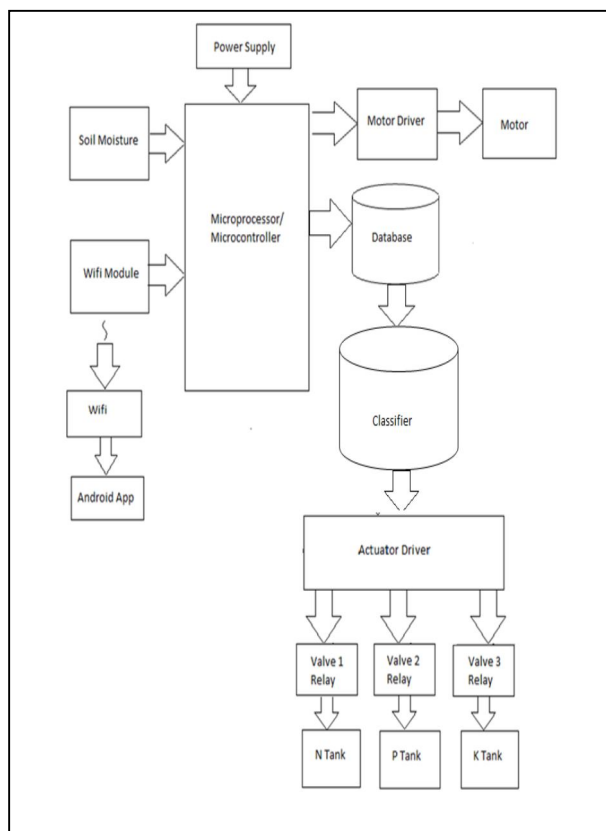 Power Supply
Soil Moisture
Motor Driver
Motor
Microprocessor/
Microcontroller
Database
Wifi Module
Wifi
Classifier
Android App
Actuator Driver
Valve 1
Relay
Valve 2
Relay
Valve 3
Relay
N Tank
P Tank
K Tank